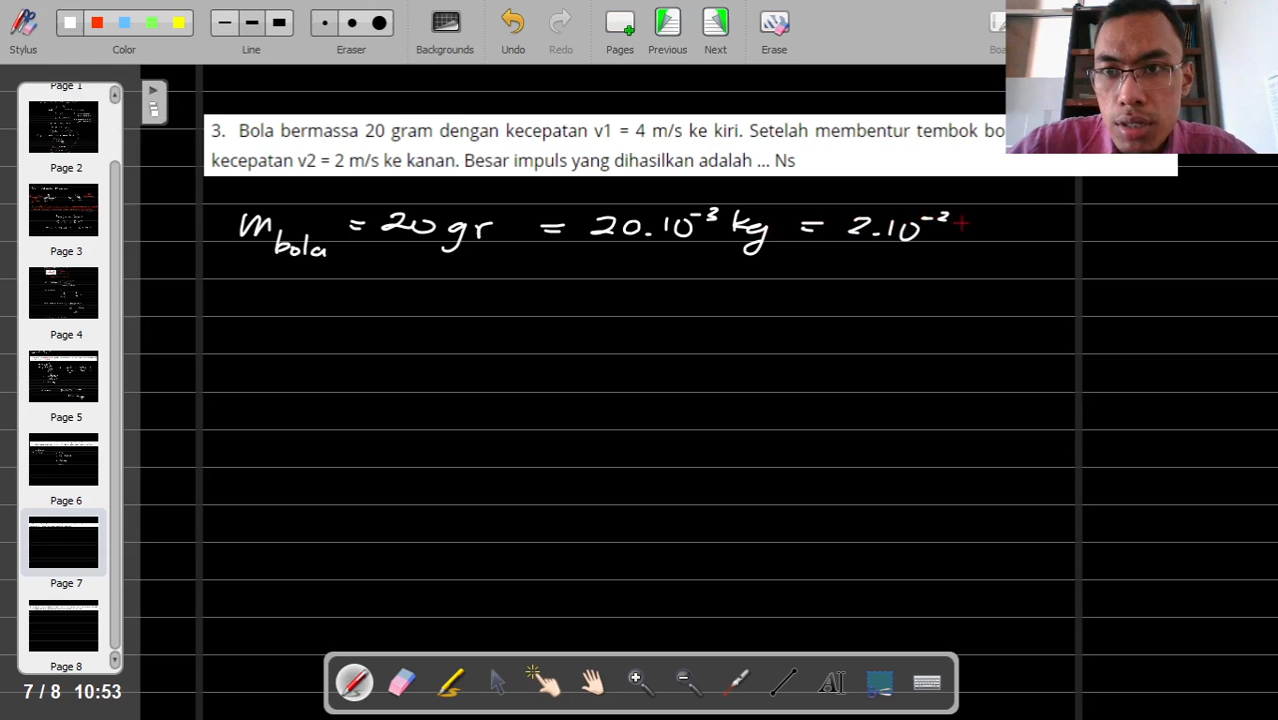 Stylus
Color
Line
Eraser
Backgrounds
Undo
Redo
Pages
Previous
Next
Erase
Page 1
Page 2
Page 3
Page 4
Page 5
Page 6
Page 7
Page 8
7 / 8 10:53
3. Bola bermassa 20 gram dengan kecepatan v1 = 4 m/s ke kiri. Setelah membentur tembok
kecepatan v2 = 2 m/s ke kanan. Besar impuls yang dihasilkan adalah ... Ns
m bola = 20 gr = 20.10⁻³ kg = 2.10⁻²